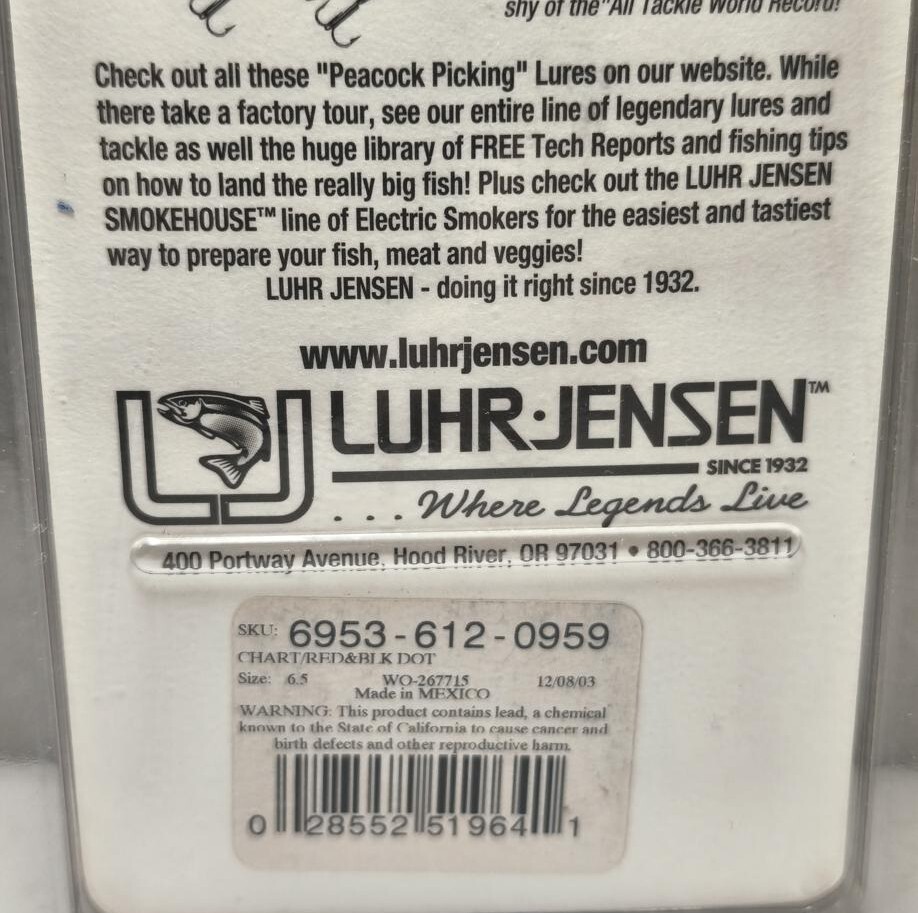 shy of the "All Tackle World Record!
Check out all these "Peacock Picking" Lures on our website. While
there take a factory tour, see our entire line of legendary lures and
tackle as well the huge library of FREE Tech Reports and fishing tips
on how to land the really big fish! Plus check out the LUHR JENSEN
SMOKEHOUSE™ line of Electric Smokers for the easiest and tastiest
way to prepare your fish, meat and veggies!
LUHR JENSEN - doing it right since 1932.
www.luhrjensen.com
LUHR·JENSEN™
SINCE 1932
. . . Where Legends Live
400 Portway Avenue, Hood River, OR 97031 • 800-366-3811
SKU: 6953-612-0959
CHART/RED&BLK DOT
Size: 6.5 WO-267715 12/08/03
Made in MEXICO
WARNING: This product contains lead, a chemical
known to the State of California to cause cancer and
birth defects and other reproductive harm.
0 28552 51964 1